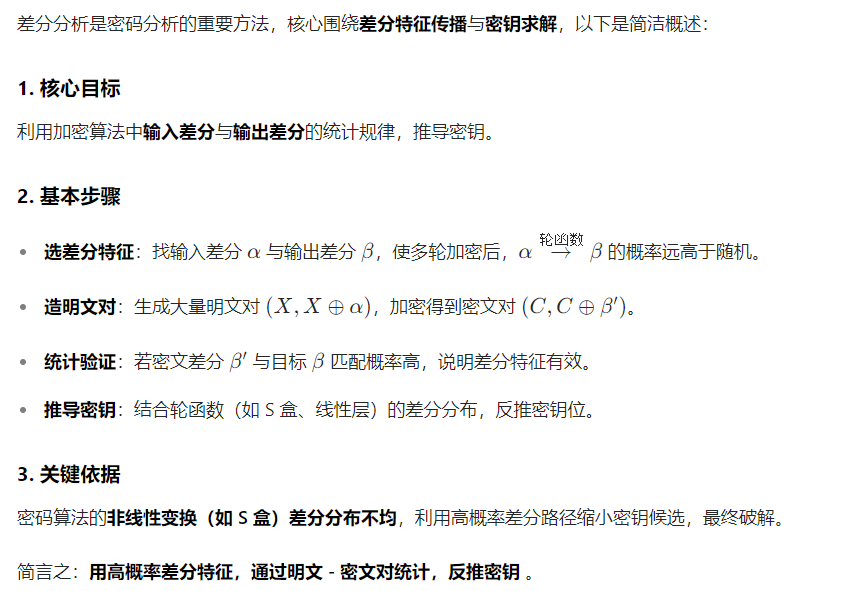 差分分析是密码分析的重要方法，核心围绕差分特征传播与密钥求解，以下是简洁概述：
1. 核心目标
利用加密算法中输入差分与输出差分的统计规律，推导密钥。
2. 基本步骤
• 选差分特征：找输入差分 α 与输出差分 β，使多轮加密后，α 轮函数→ β 的概率远高于随机。
• 造明文对：生成大量明文对 (X, X ⊕ α)，加密得到密文对 (C, C ⊕ β′)。
• 统计验证：若密文差分 β′ 与目标 β 匹配概率高，说明差分特征有效。
• 推导密钥：结合轮函数（如 S 盒、线性层）的差分分布，反推密钥位。
3. 关键依据
密码算法的非线性变换（如 S 盒）差分分布不均，利用高概率差分路径缩小密钥候选，最终破解。
简言之：用高概率差分特征，通过明文 - 密文对统计，反推密钥 。